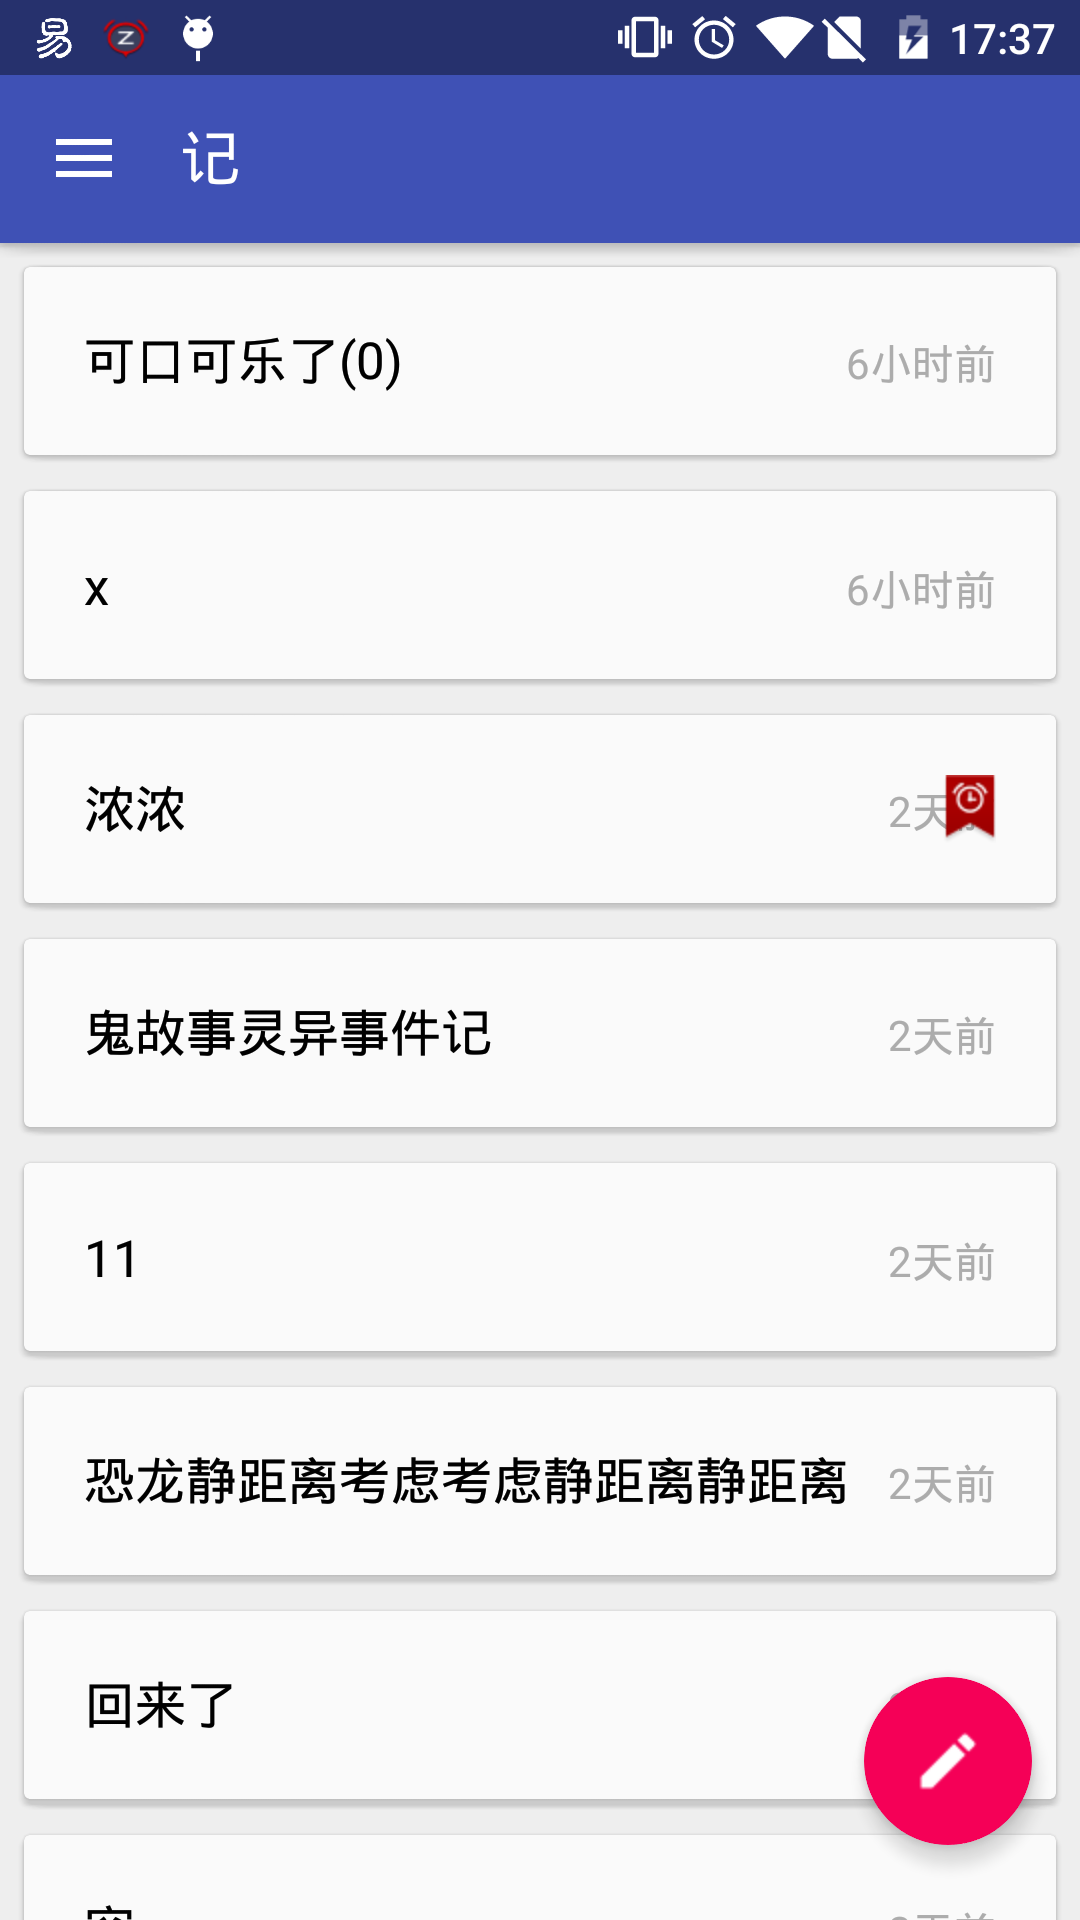 易 Z 17:37
记
可口可乐了(0) 6小时前
x 6小时前
浓浓 2天
鬼故事灵异事件记 2天前
11 2天前
恐龙静距离考虑考虑静距离静距离 2天前
回来了